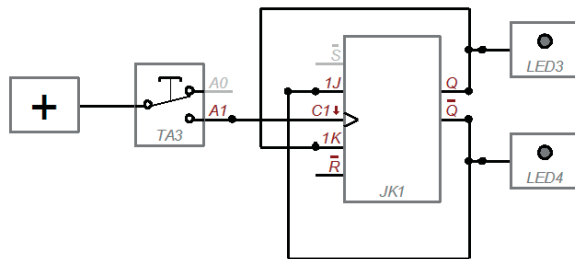 S̅
A0
1J
Q
LED3
+
A1
C1↓
Q̅
TA3
1K
R̅
JK1
LED4